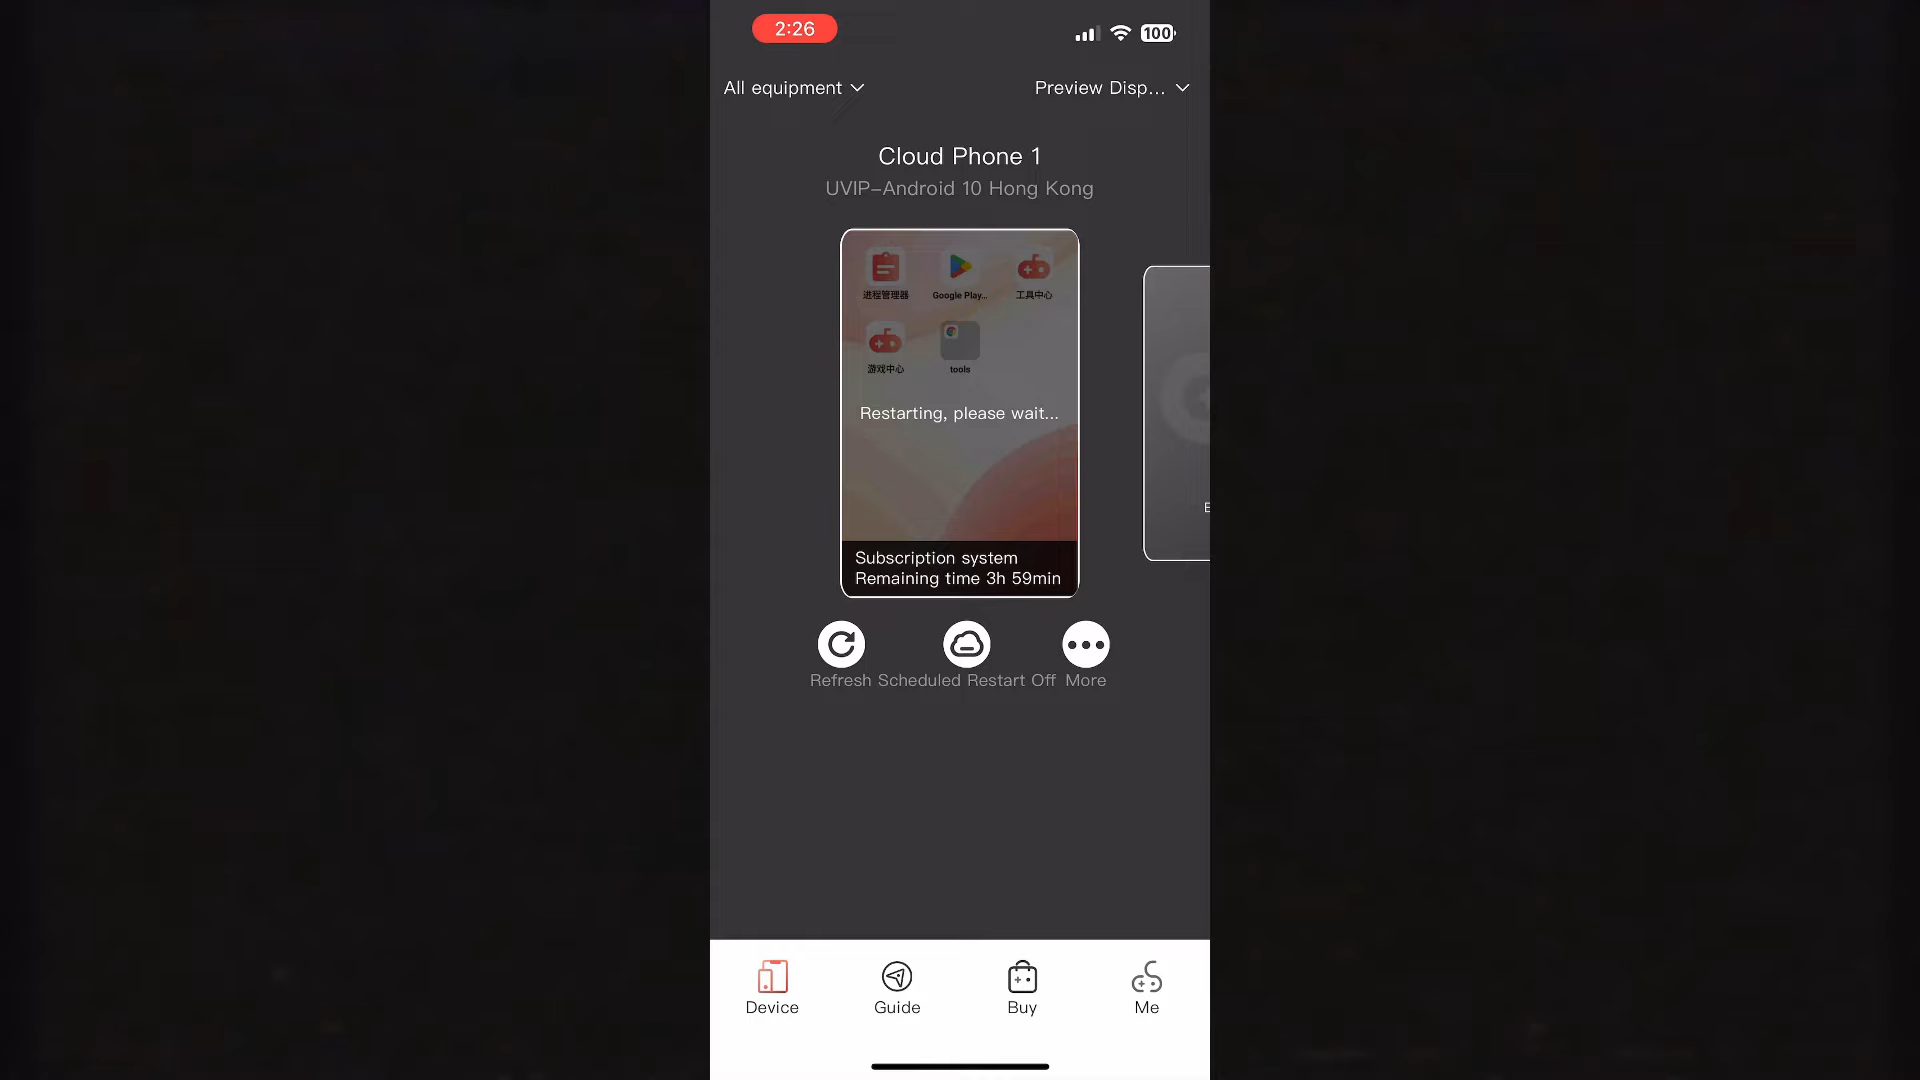 2:26
100
All equipment
Preview Disp...
Cloud Phone 1
UVIP-Android 10 Hong Kong
进程管理器
Google Play...
工具中心
游戏中心
tools
Restarting, please wait...
Subscription system
Remaining time 3h 59min
Refresh
Scheduled Restart Off
More
Device
Guide
Buy
Me